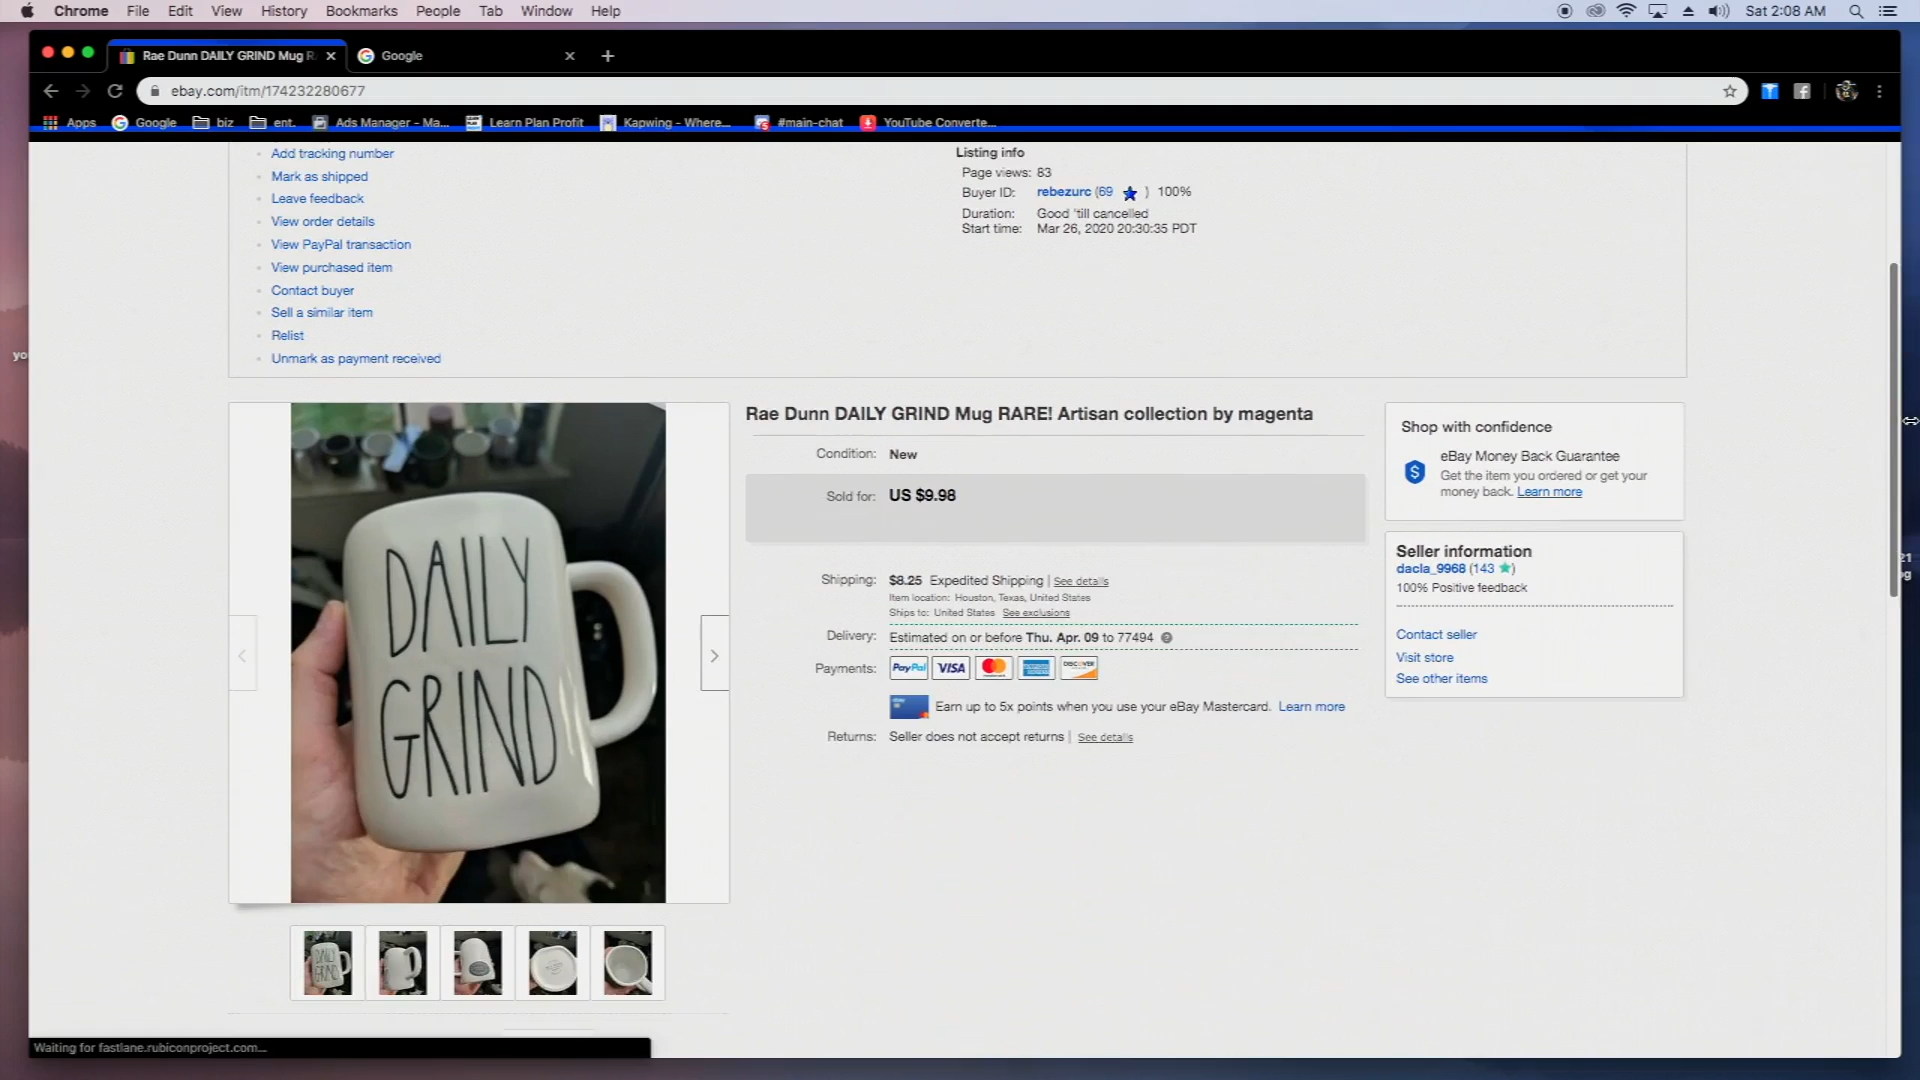 Chrome File Edit View History Bookmarks People Tab Window Help Sat 2:08 AM
Rae Dunn DAILY GRIND Mug R
Google
ebay.com/itm/174232280677
Apps Google biz ent. Ads Manager - Ma... Learn Plan Profit Kapwing - Where... #main-chat YouTube Converte...
Add tracking number
Mark as shipped
Leave feedback
View order details
View PayPal transaction
View purchased item
Contact buyer
Sell a similar item
Relist
Unmark as payment received
Listing info
Page views: 83
Buyer ID: rebezurc (69 ) 100%
Duration: Good 'till cancelled
Start time: Mar 26, 2020 20:30:35 PDT
yo
DAILY
GRIND
Rae Dunn DAILY GRIND Mug RARE! Artisan collection by magenta
Condition: New
Sold for: US $9.98
Shipping: $8.25 Expedited Shipping | See details
Item location: Houston, Texas, United States
Ships to: United States See exclusions
Delivery: Estimated on or before Thu. Apr. 09 to 77494
Payments: PayPal VISA DISCOVER
Earn up to 5x points when you use your eBay Mastercard. Learn more
Returns: Seller does not accept returns | See details
Shop with confidence
eBay Money Back Guarantee
Get the item you ordered or get your
money back. Learn more
Seller information
dacla_9968 (143 )
100% Positive feedback
Contact seller
Visit store
See other items
21
DAILY
GRIND
Waiting for fastlane.rubiconproject.com...